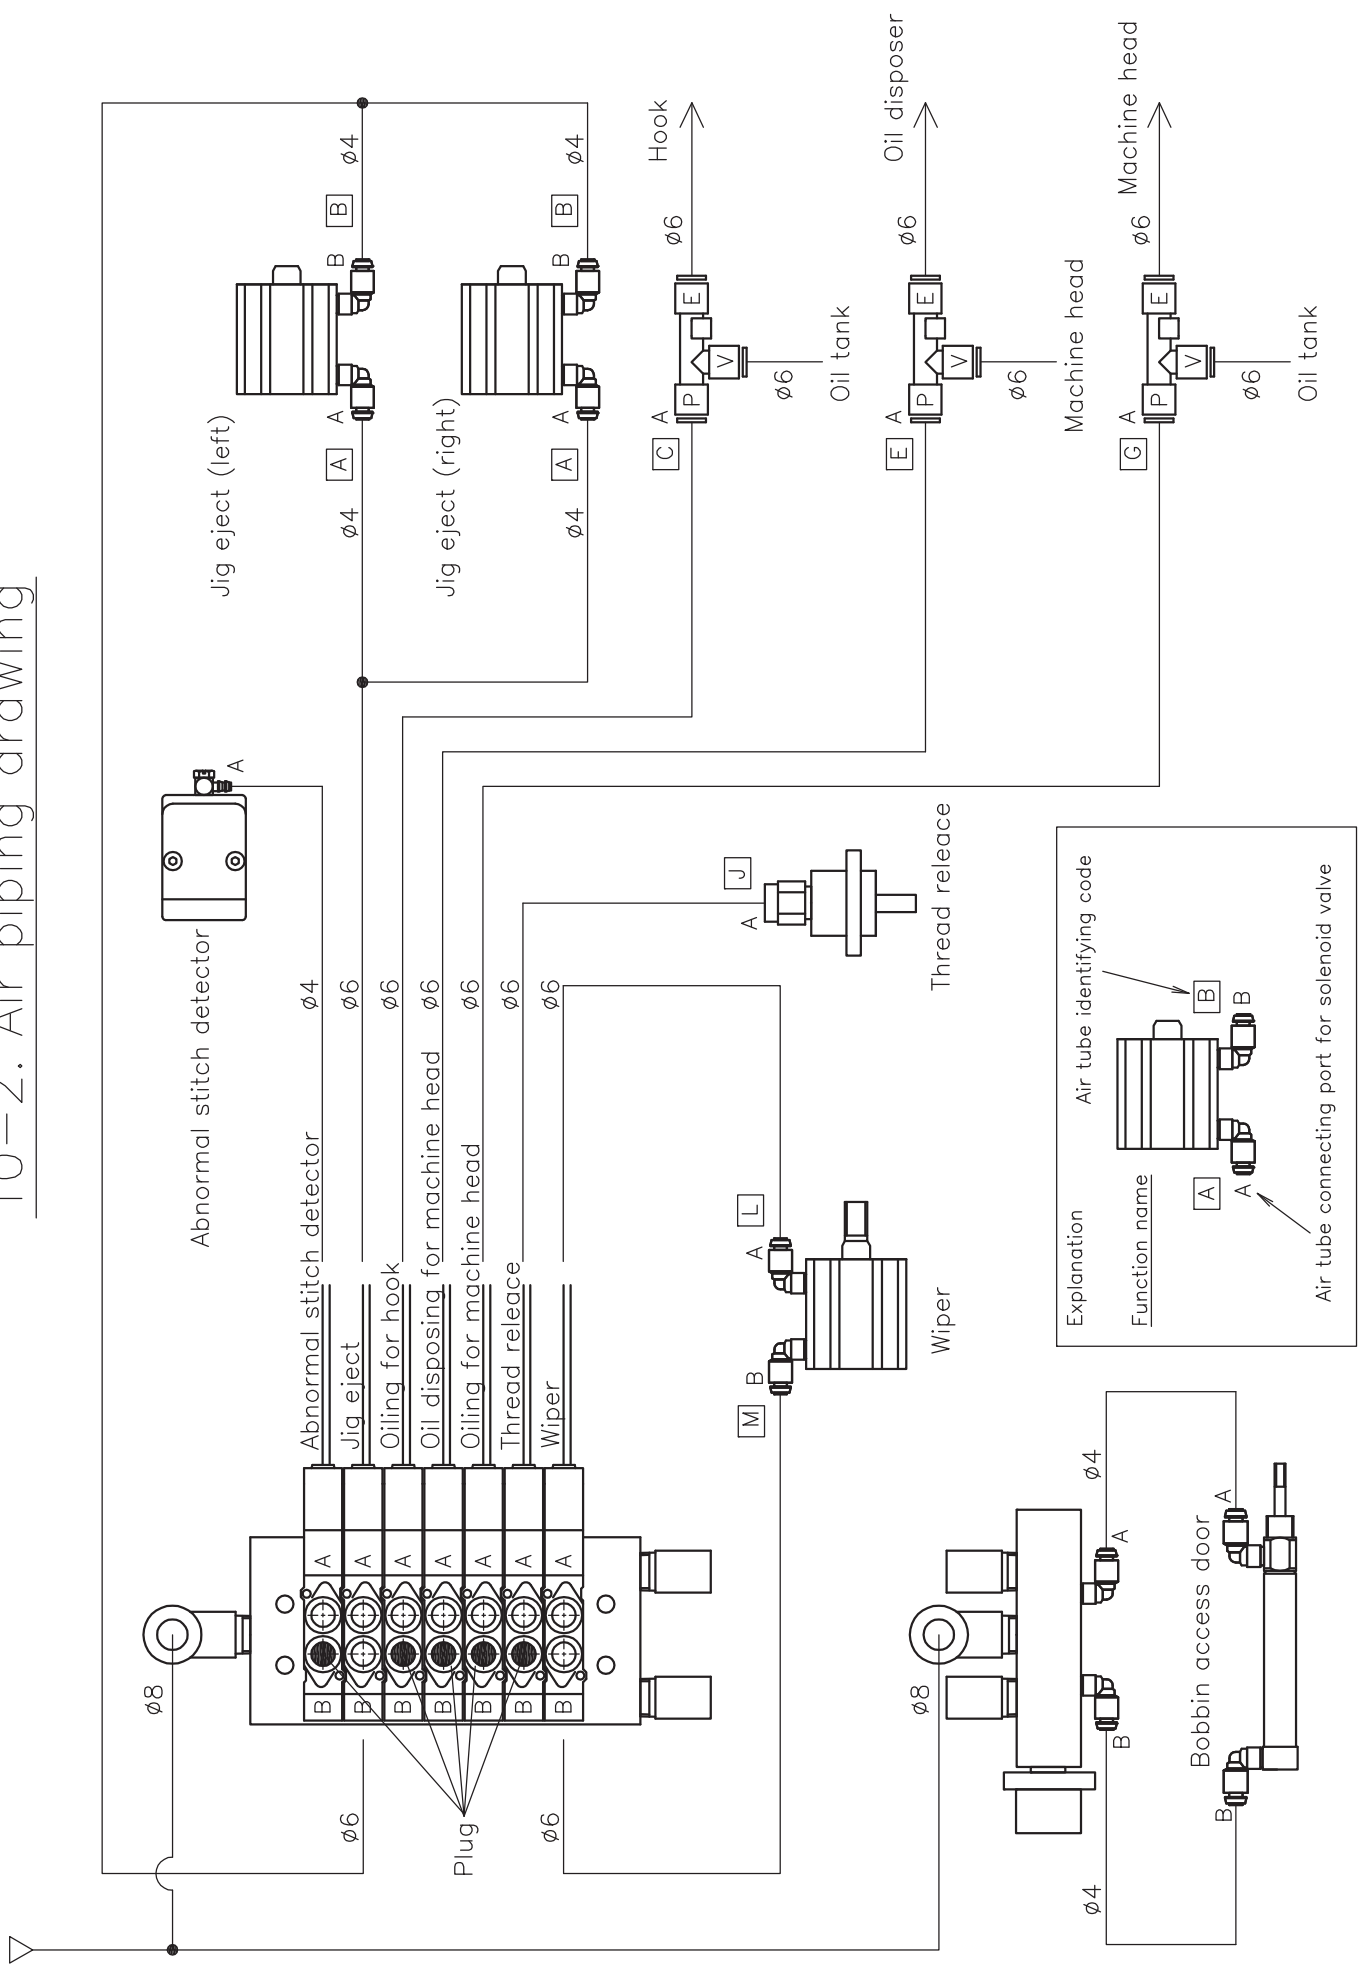 10-2. Air piping drawing
Jig eject (left)
ø4
A
A
B
B
ø4
Jig eject (right)
ø4
A
A
B
B
ø4
Abnormal stitch detector
A
C
A
P
E
V
ø6
Hook
ø6
Oil tank
E
A
P
E
V
ø6
Oil disposer
ø6
Machine head
G
A
P
E
V
ø6
Machine head
ø6
Oil tank
Abnormal stitch detector
ø4
Jig eject
ø6
Oiling for hook
ø6
Oil disposing for machine head
ø6
Oiling for machine head
ø6
Thread releace
ø6
Wiper
ø6
B A
B A
B A
B A
B A
B A
B A
ø8
ø6
Plug
ø6
J
A
Thread releace
M
B
A
L
Wiper
ø8
B
A
ø4
ø4
Bobbin access door
B
A
Explanation
Air tube identifying code
Function name
A
A
B
B
Air tube connecting port for solenoid valve